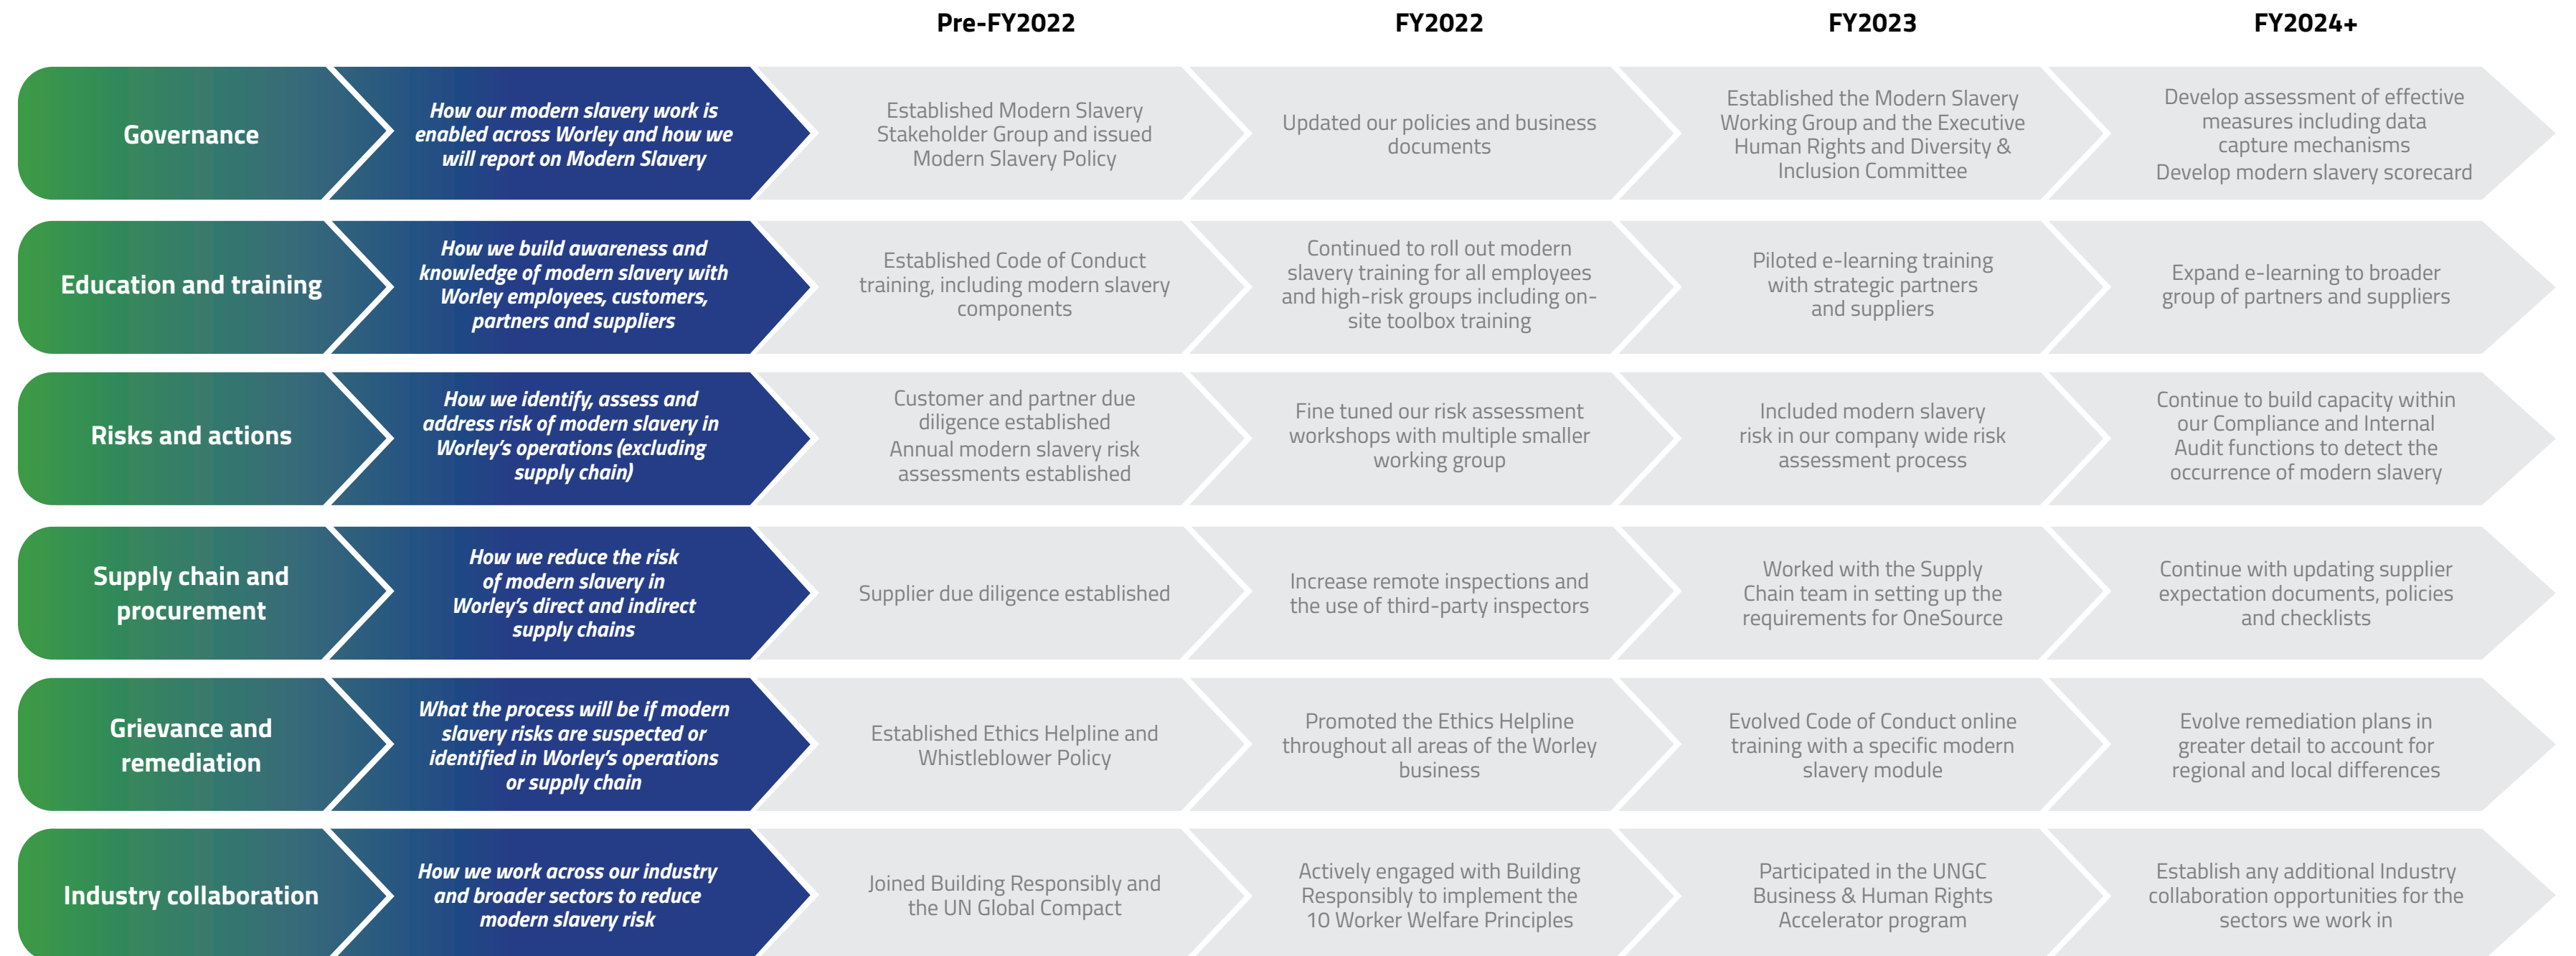 Pre-FY2022
FY2022
FY2023
FY2024+
Governance
How our modern slavery work is
enabled across Worley and how we
will report on Modern Slavery
Established Modern Slavery
Stakeholder Group and issued
Modern Slavery Policy
Updated our policies and business
documents
Established the Modern Slavery
Working Group and the Executive
Human Rights and Diversity &
Inclusion Committee
Develop assessment of effective
measures including data
capture mechanisms
Develop modern slavery scorecard
Education and training
How we build awareness and
knowledge of modern slavery with
Worley employees, customers,
partners and suppliers
Established Code of Conduct
training, including modern slavery
components
Continued to roll out modern
slavery training for all employees
and high-risk groups including on-
site toolbox training
Piloted e-learning training
with strategic partners
and suppliers
Expand e-learning to broader
group of partners and suppliers
Risks and actions
How we identify, assess and
address risk of modern slavery in
Worley's operations (excluding
supply chain)
Customer and partner due
diligence established
Annual modern slavery risk
assessments established
Fine tuned our risk assessment
workshops with multiple smaller
working group
Included modern slavery
risk in our company wide risk
assessment process
Continue to build capacity within
our Compliance and Internal
Audit functions to detect the
occurrence of modern slavery
Supply chain and
procurement
How we reduce the risk
of modern slavery in
Worley's direct and indirect
supply chains
Supplier due diligence established
Increase remote inspections and
the use of third-party inspectors
Worked with the Supply
Chain team in setting up the
requirements for OneSource
Continue with updating supplier
expectation documents, policies
and checklists
Grievance and
remediation
What the process will be if modern
slavery risks are suspected or
identified in Worley's operations
or supply chain
Established Ethics Helpline and
Whistleblower Policy
Promoted the Ethics Helpline
throughout all areas of the Worley
business
Evolved Code of Conduct online
training with a specific modern
slavery module
Evolve remediation plans in
greater detail to account for
regional and local differences
Industry collaboration
How we work across our industry
and broader sectors to reduce
modern slavery risk
Joined Building Responsibly and
the UN Global Compact
Actively engaged with Building
Responsibly to implement the
10 Worker Welfare Principles
Participated in the UNGC
Business & Human Rights
Accelerator program
Establish any additional Industry
collaboration opportunities for the
sectors we work in